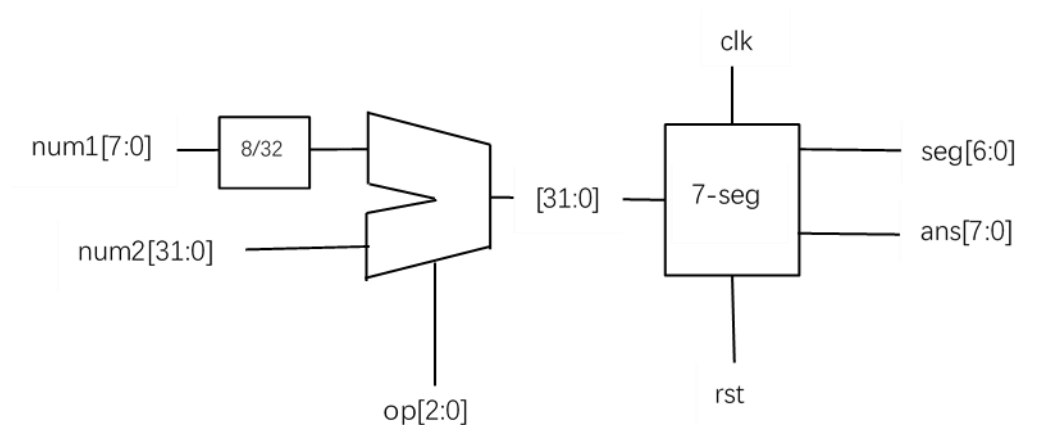 clk
num1[7:0]
8/32
seg[6:0]
[31:0]
7-seg
num2[31:0]
ans[7:0]
rst
op[2:0]